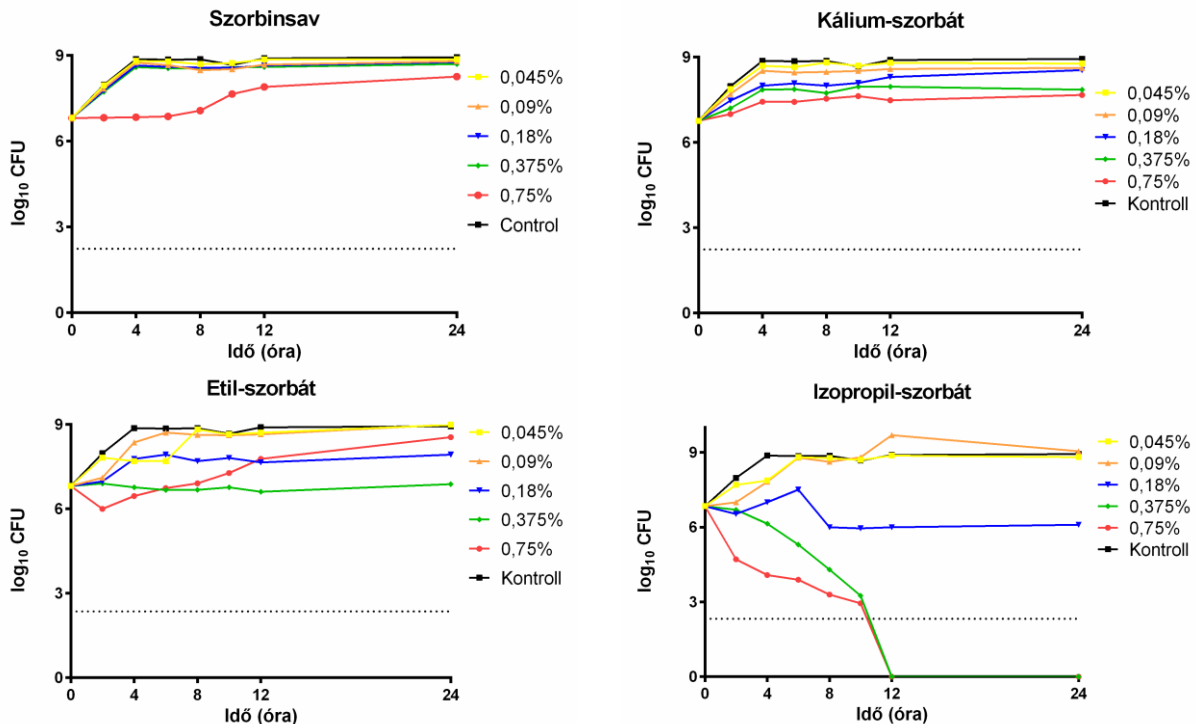 Szorbinsav
log₁₀ CFU
9
6
3
0
0 4 8 12 24
Idő (óra)
0,045%
0,09%
0,18%
0,375%
0,75%
Control
Kálium-szorbát
log₁₀ CFU
9
6
3
0
0 4 8 12 24
Idő (óra)
0,045%
0,09%
0,18%
0,375%
0,75%
Kontroll
Etil-szorbát
log₁₀ CFU
9
6
3
0
0 4 8 12 24
Idő (óra)
0,045%
0,09%
0,18%
0,375%
0,75%
Kontroll
Izopropil-szorbát
log₁₀ CFU
9
6
3
0
0 4 8 12 24
Idő (óra)
0,045%
0,09%
0,18%
0,375%
0,75%
Kontroll